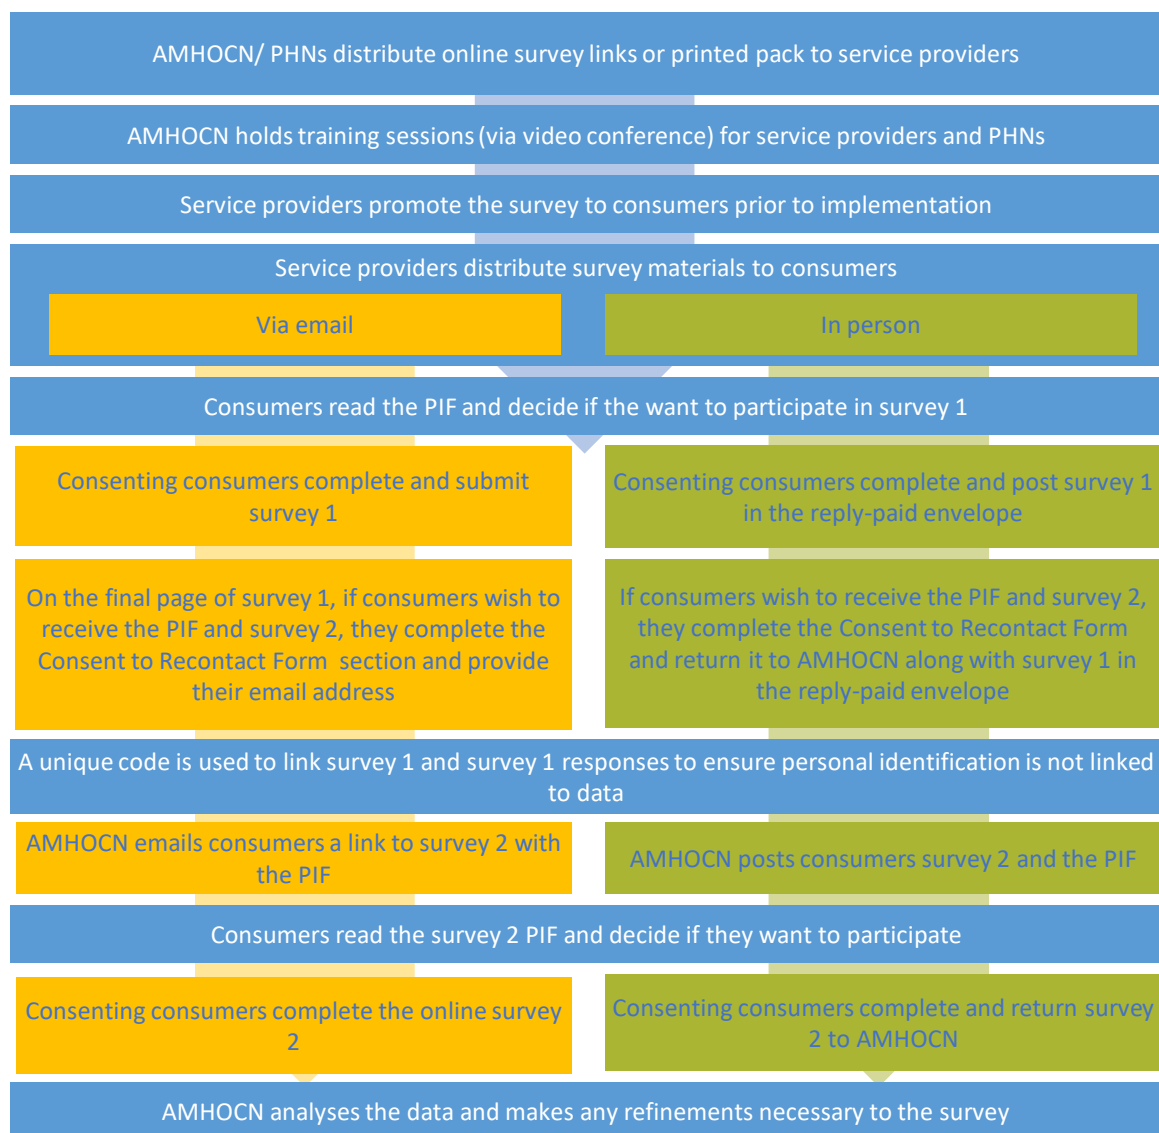 AMHOCN/ PHNs distribute online survey links or printed pack to service providers
AMHOCN holds training sessions (via video conference) for service providers and PHNs
Service providers promote the survey to consumers prior to implementation
Service providers distribute survey materials to consumers
Via email
In person
Consumers read the PIF and decide if the want to participate in survey 1
Consenting consumers complete and submit
survey 1
Consenting consumers complete and post survey 1
in the reply-paid envelope
On the final page of survey 1, if consumers wish to
receive the PIF and survey 2, they complete the
Consent to Recontact Form section and provide
their email address
If consumers wish to receive the PIF and survey 2,
they complete the Consent to Recontact Form
and return it to AMHOCN along with survey 1 in
the reply-paid envelope
A unique code is used to link survey 1 and survey 1 responses to ensure personal identification is not linked
to data
AMHOCN emails consumers a link to survey 2 with
the PIF
AMHOCN posts consumers survey 2 and the PIF
Consumers read the survey 2 PIF and decide if they want to participate
Consenting consumers complete the online survey
2
Consenting consumers complete and return survey
2 to AMHOCN
AMHOCN analyses the data and makes any refinements necessary to the survey